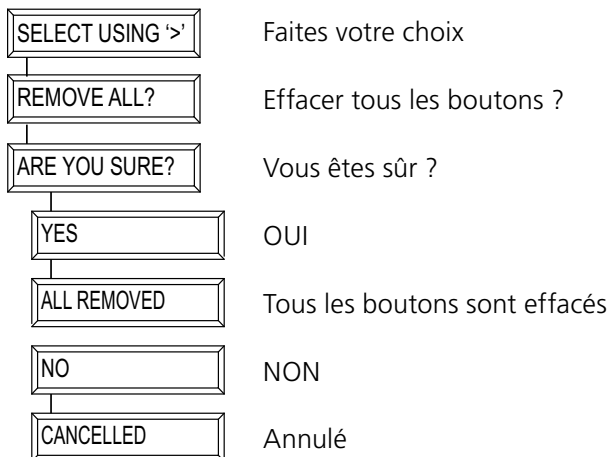 SELECT USING ‘>’ Faites votre choix
REMOVE ALL? Effacer tous les boutons ?
ARE YOU SURE? Vous êtes sûr ?
YES OUI
ALL REMOVED Tous les boutons sont effacés
NO NON
CANCELLED Annulé